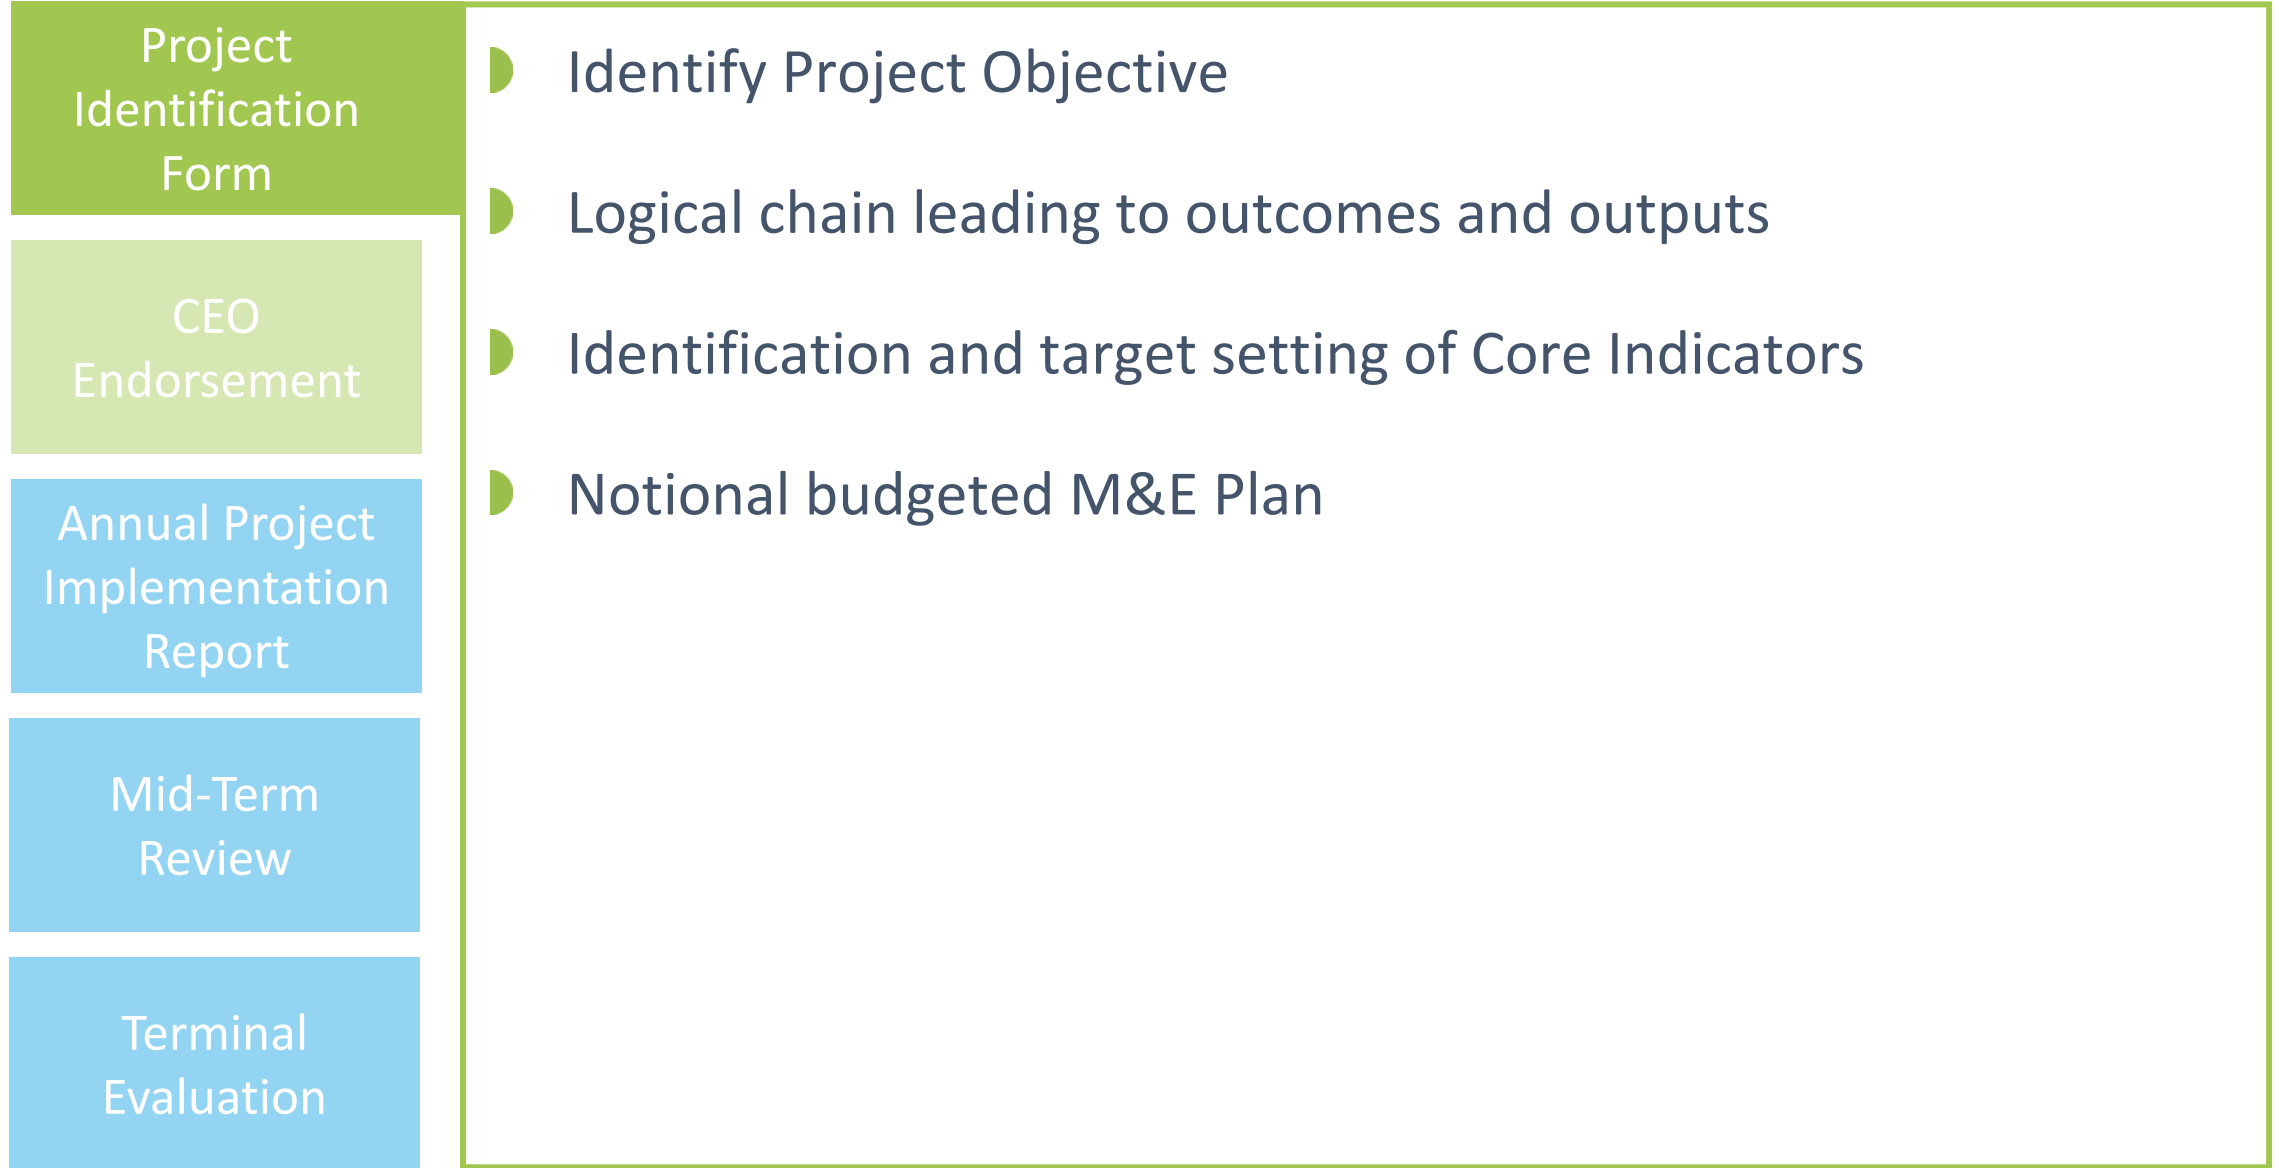 Project
Identification
Form
CEO
Endorsement
Annual Project
Implementation
Report
Mid-Term
Review
Terminal
Evaluation
Identify Project Objective
Logical chain leading to outcomes and outputs
Identification and target setting of Core Indicators
Notional budgeted M&E Plan